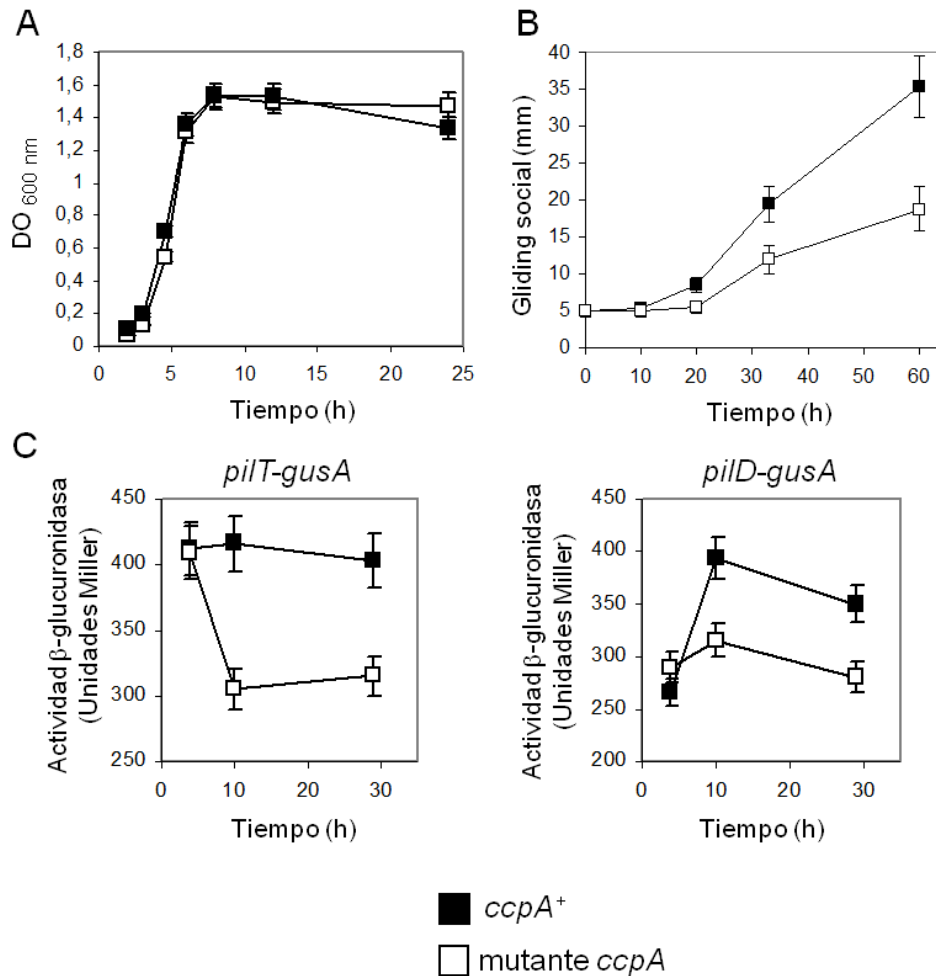 A
1,8
1,6
1,4
1,2
1
0,8
0,6
0,4
0,2
0
DO 600 nm
0 5 10 15 20 25
Tiempo (h)
B
40
35
30
25
20
15
10
5
0
Gliding social (mm)
0 10 20 30 40 50 60
Tiempo (h)
C
pilT-gusA
450
400
350
300
250
Actividad β-glucuronidasa
(Unidades Miller)
0 10 20 30
Tiempo (h)
pilD-gusA
450
400
350
300
250
200
Actividad β-glucuronidasa
(Unidades Miller)
0 10 20 30
Tiempo (h)
ccpA⁺
mutante ccpA